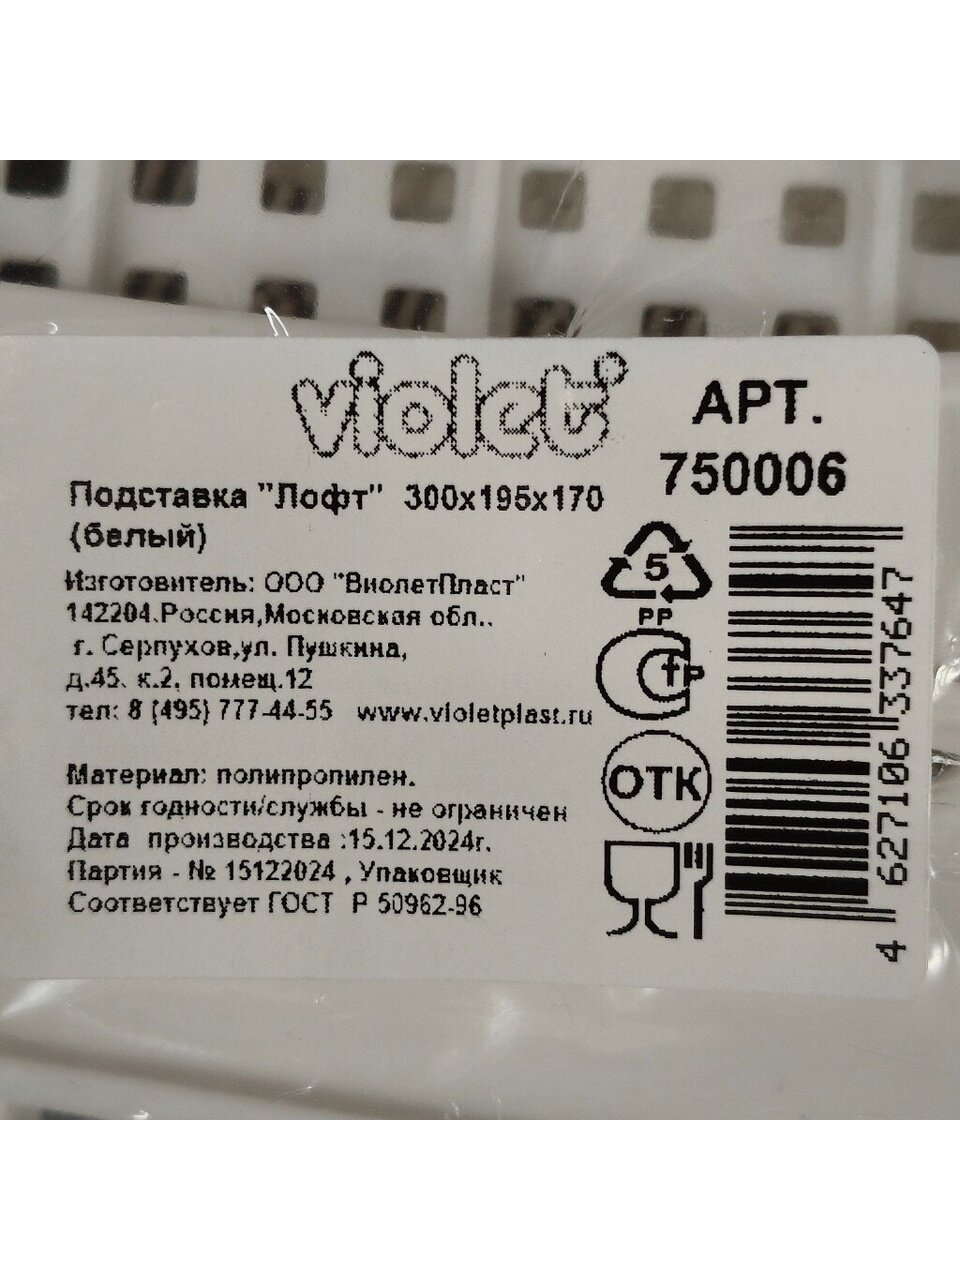 violet
АРТ.
750006
Подставка "Лофт" 300x195x170
(белый)
Изготовитель: ООО "ВиолетПласт"
142204.Россия,Московская обл..
г. Серпухов,ул. Пушкина,
д.45. к.2, помещ.12
тел: 8 (495) 777-44-55 www.violetplast.ru
Материал: полипропилен.
Срок годности/службы - не ограничен
Дата производства :15.12.2024г.
Партия - № 15122024 , Упаковщик
Соответствует ГОСТ Р 50962-96
5
PP
ОТК
4 627106 337647